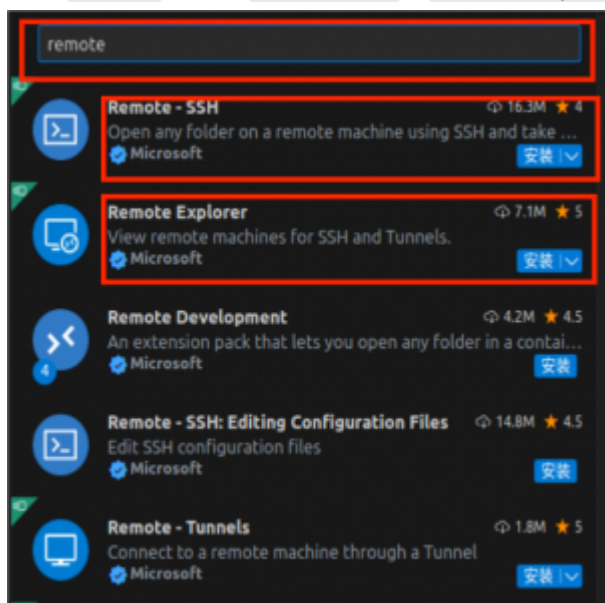 remote
Remote - SSH 16.3M ★ 4
Open any folder on a remote machine using SSH and take ...
Microsoft 安装
Remote Explorer 7.1M ★ 5
View remote machines for SSH and Tunnels.
Microsoft 安装
Remote Development 4.2M ★ 4.5
An extension pack that lets you open any folder in a contai...
4 Microsoft 安装
Remote - SSH: Editing Configuration Files 14.8M ★ 4.5
Edit SSH configuration files
Microsoft 安装
Remote - Tunnels 1.8M ★ 5
Connect to a remote machine through a Tunnel
Microsoft 安装